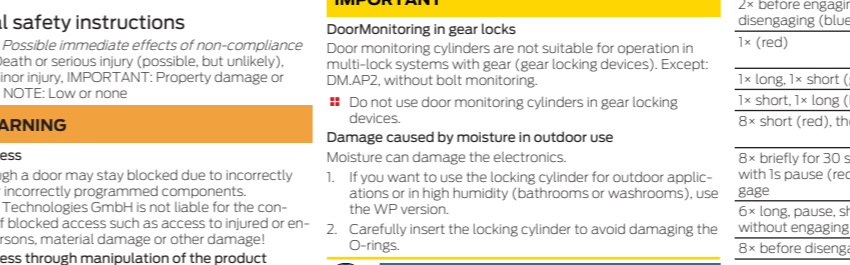 l safety instructions
Possible immediate effects of non-compliance
Death or serious injury (possible, but unlikely),
inor injury, IMPORTANT: Property damage or
NOTE: Low or none
ARNING
ess
gh a door may stay blocked due to incorrectly
incorrectly programmed components.
Technologies GmbH is not liable for the con-
f blocked access such as access to injured or en-
rsons, material damage or other damage!
ess through manipulation of the product
IMPORTANT
DoorMonitoring in gear locks
Door monitoring cylinders are not suitable for operation in
multi-lock systems with gear (gear locking devices). Except:
DM.AP2, without bolt monitoring.
Do not use door monitoring cylinders in gear locking
devices.
Damage caused by moisture in outdoor use
Moisture can damage the electronics.
1. If you want to use the locking cylinder for outdoor applic-
ations or in high humidity (bathrooms or washrooms), use
the WP version.
2. Carefully insert the locking cylinder to avoid damaging the
O-rings.
2× before engagin
disengaging (blue
1× (red)
1× long, 1× short (
1× short, 1× long (
8× short (red), th
8× briefly for 30 s
with 1s pause (red
gage
6× long, pause, sh
without engaging
8× before disenga